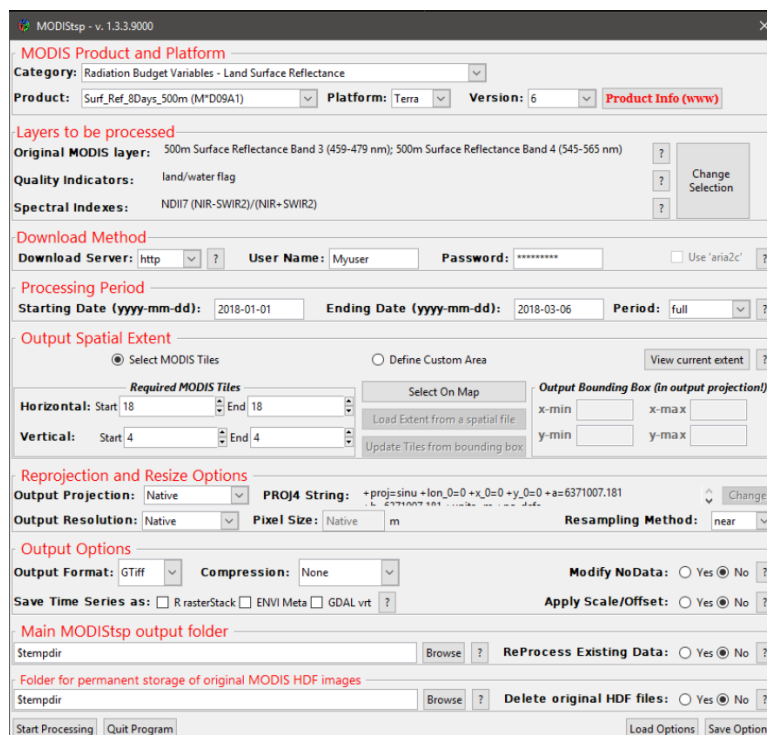 MODIStsp - v. 1.3.3.9000
MODIS Product and Platform
Category: Radiation Budget Variables - Land Surface Reflectance
Product: Surf_Ref_8Days_500m (M*D09A1) Platform: Terra Version: 6 Product Info (www)
Layers to be processed
Original MODIS layer: 500m Surface Reflectance Band 3 (459-479 nm); 500m Surface Reflectance Band 4 (545-565 nm) ?
Quality Indicators: land/water flag ?
Change
Selection
Spectral Indexes: NDII7 (NIR-SWIR2)/(NIR+SWIR2) ?
Download Method
Download Server: http ? User Name: Myuser Password: ********* Use 'aria2c' ?
Processing Period
Starting Date (yyyy-mm-dd): 2018-01-01 Ending Date (yyyy-mm-dd): 2018-03-06 Period: full ?
Output Spatial Extent
Select MODIS Tiles Define Custom Area View current extent ?
Required MODIS Tiles Select On Map Output Bounding Box (in output projection!)
Horizontal: Start 18 End 18 Load Extent from a spatial file x-min x-max
Vertical: Start 4 End 4 Update Tiles from bounding box y-min y-max
Reprojection and Resize Options
Output Projection: Native PROJ4 String: +proj=sinu +lon_0=0 +x_0=0 +y_0=0 +a=6371007.181 Change
Output Resolution: Native Pixel Size: Native m Resampling Method: near
Output Options
Output Format: GTiff Compression: None Modify NoData: Yes No ?
Save Time Series as: R rasterStack ENVI Meta GDAL vrt ? Apply Scale/Offset: Yes No ?
Main MODIStsp output folder
$tempdir Browse ? ReProcess Existing Data: Yes No ?
Folder for permanent storage of original MODIS HDF images
$tempdir Browse ? Delete original HDF files: Yes No ?
Start Processing Quit Program Load Options Save Option